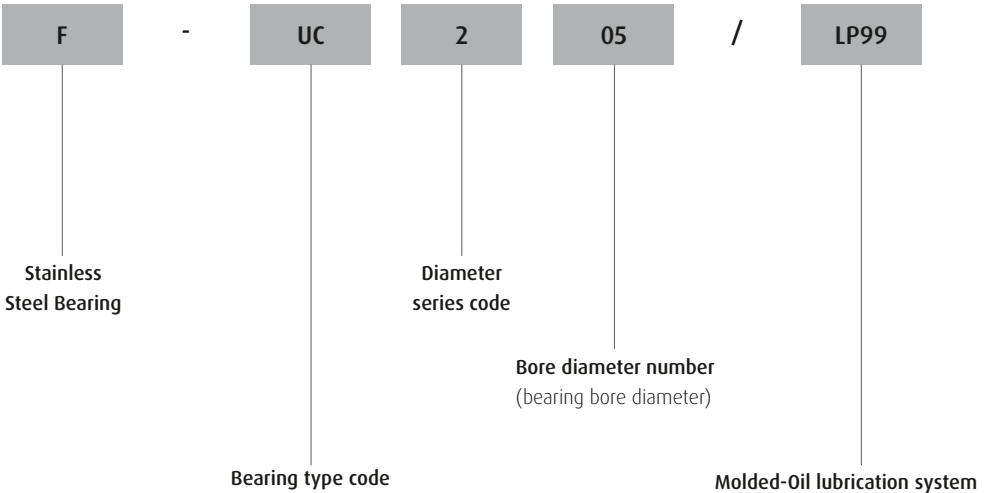 F - UC 2 05 / LP99
Stainless
Steel Bearing
Diameter
series code
Bore diameter number
(bearing bore diameter)
Bearing type code
Molded-Oil lubrication system